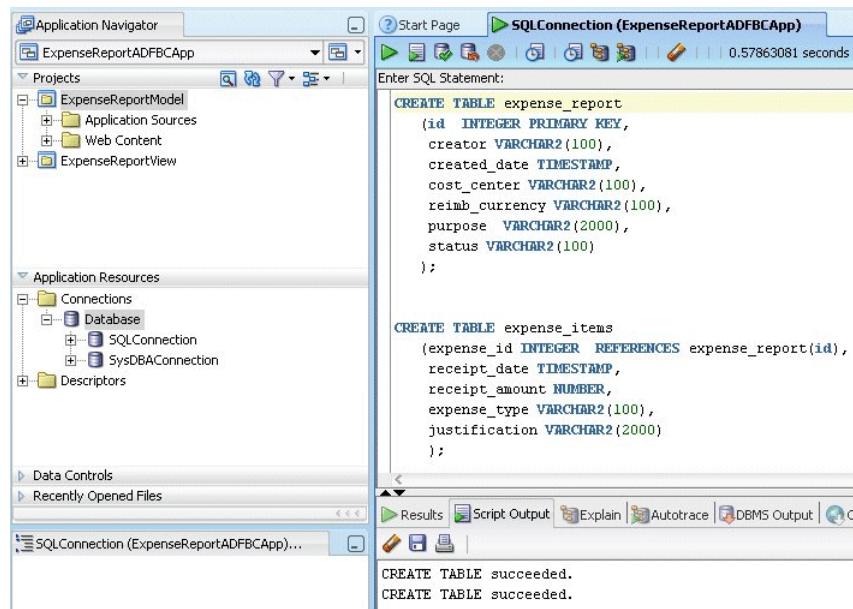 Application Navigator
ExpenseReportADFBCApp
Projects
ExpenseReportModel
Application Sources
Web Content
ExpenseReportView
Application Resources
Connections
Database
SQLConnection
SysDBAConnection
Descriptors
Data Controls
Recently Opened Files
SQLConnection (ExpenseReportADFBCApp)...
Start Page
SQLConnection (ExpenseReportADFBCApp)
0.57863081 seconds
Enter SQL Statement:
CREATE TABLE expense_report
(id INTEGER PRIMARY KEY,
creator VARCHAR2(100),
created_date TIMESTAMP,
cost_center VARCHAR2(100),
reimb_currency VARCHAR2(100),
purpose VARCHAR2(2000),
status VARCHAR2(100)
);
CREATE TABLE expense_items
(expense_id INTEGER REFERENCES expense_report(id),
receipt_date TIMESTAMP,
receipt_amount NUMBER,
expense_type VARCHAR2(100),
justification VARCHAR2(2000)
);
Results Script Output Explain Autotrace DBMS Output
CREATE TABLE succeeded.
CREATE TABLE succeeded.